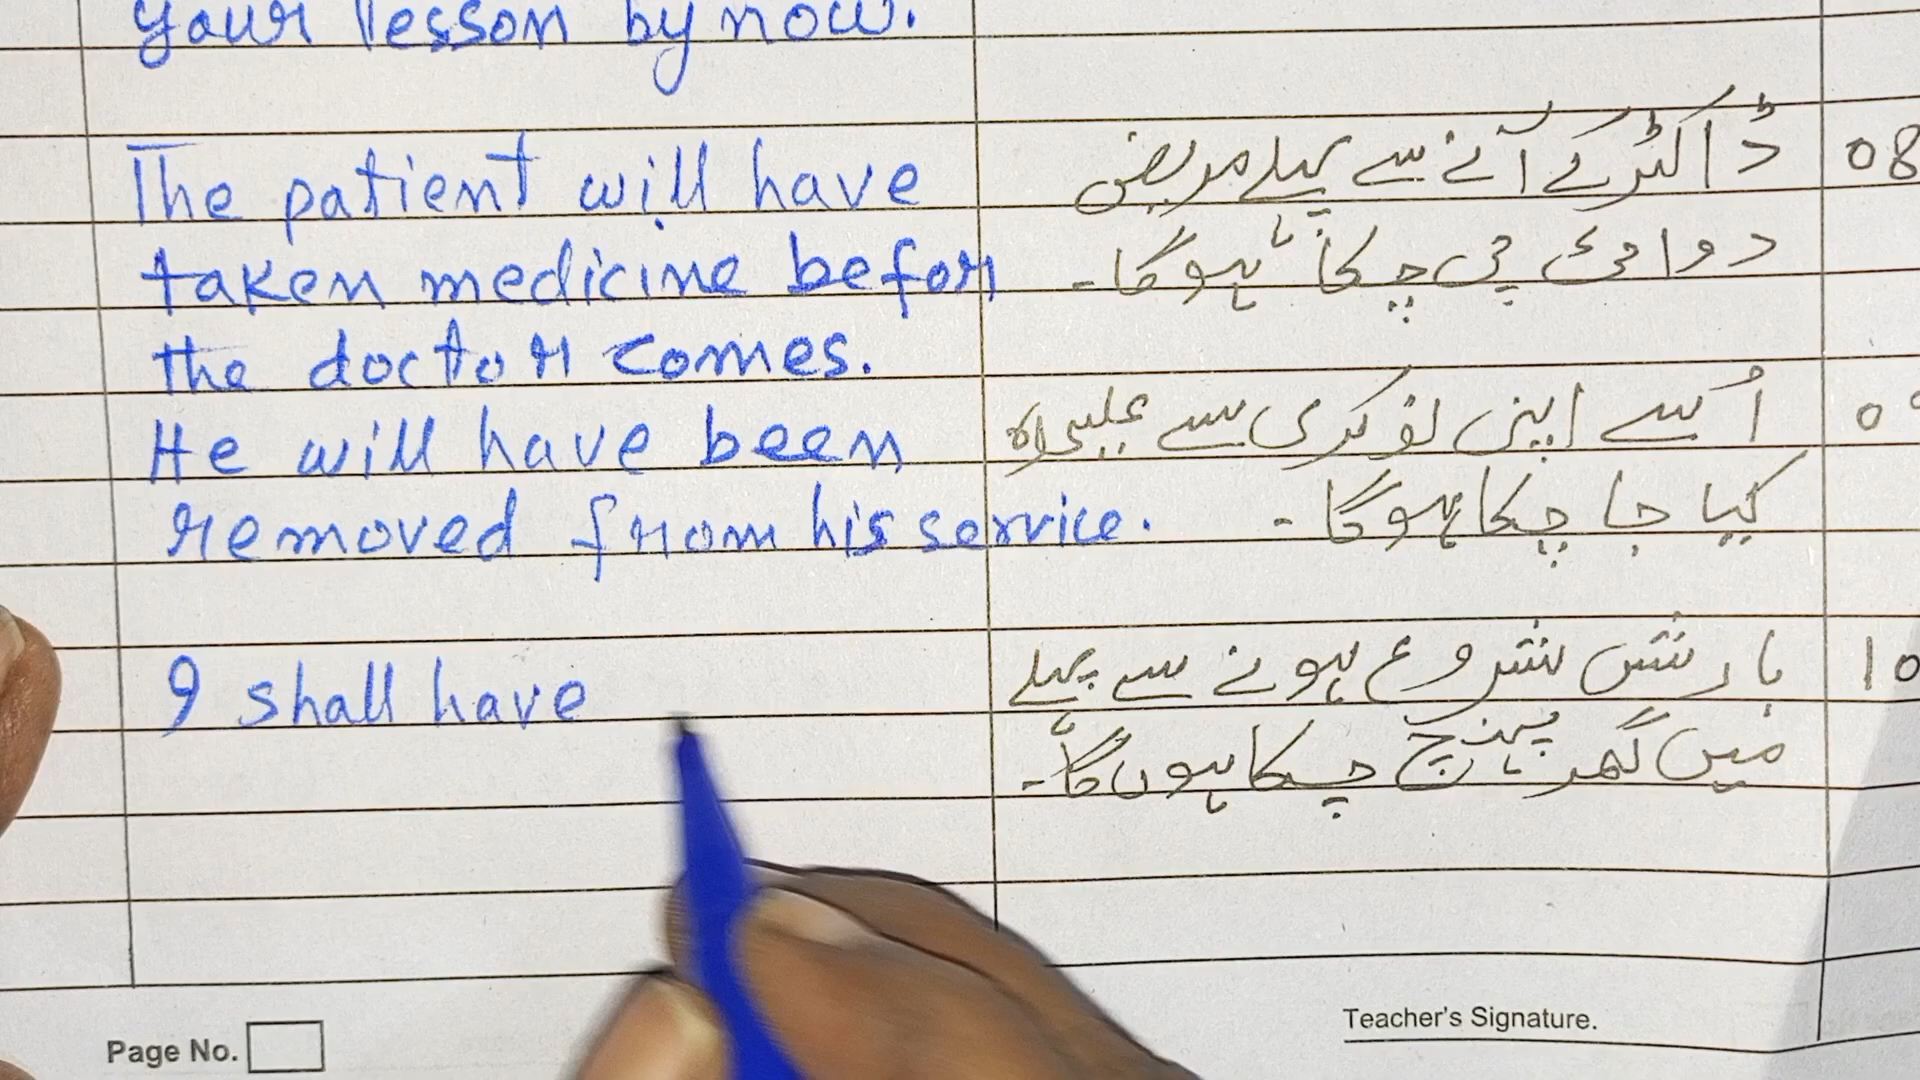 your lesson by now.
The patient will have
taken medicine befor
the doctor comes.
He will have been
removed from his service.
I shall have
ڈاکٹر کے آنے سے پہلے مریض
دوائی پی چکا ہوگا۔
اُسے اپنی نوکری سے علیحدہ
کیا جا چکا ہوگا۔
بارش شروع ہونے سے پہلے
میں گھر پہنچ چکا ہوں گا۔
08
10
Page No.
Teacher's Signature.